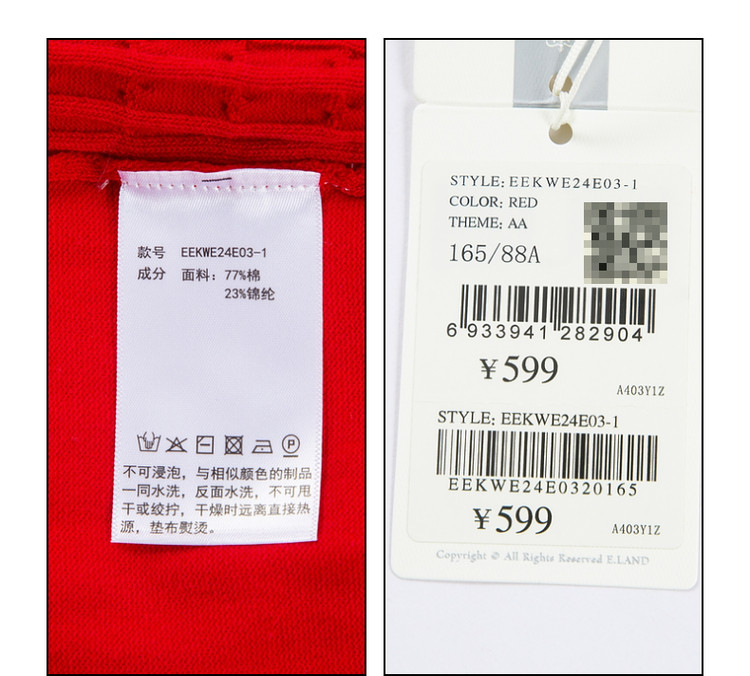 款号 EEKWE24E03-1
成分 面料：77%棉
23%锦纶
不可浸泡，与相似颜色的制品
一同水洗，反面水洗，不可甩
干或绞拧，干燥时远离直接热
源，垫布熨烫。
STYLE: EEKWE24E03-1
COLOR: RED
THEME: AA
165/88A
6 933941 282904
¥599
A403Y1Z
STYLE: EEKWE24E03-1
EEKWE24E0320165
¥599
A403Y1Z
Copyright © All Rights Reserved E.LAND